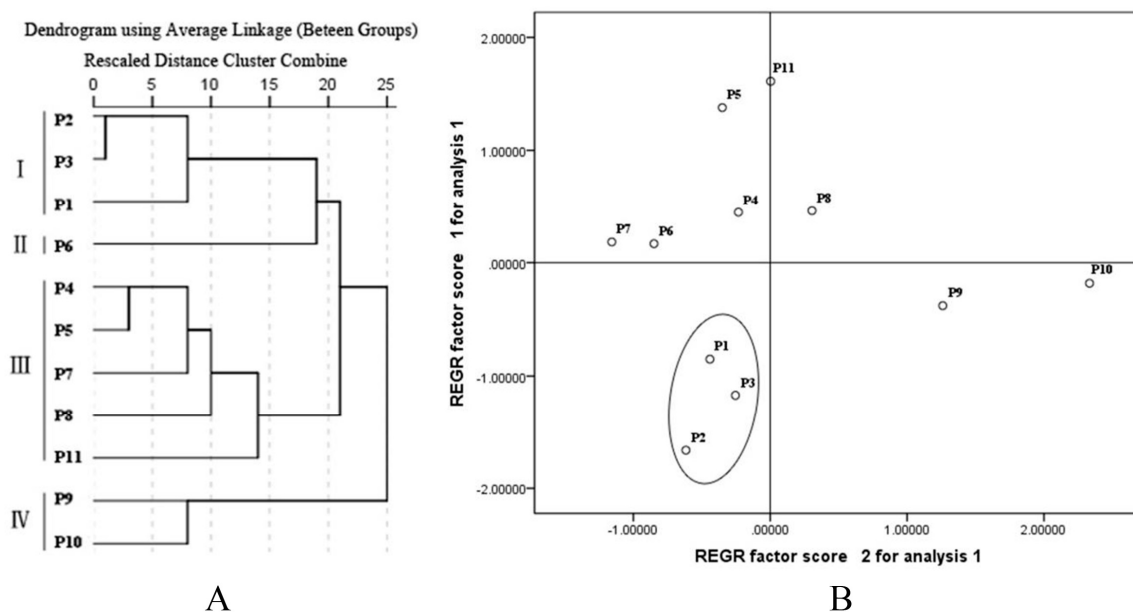 Dendrogram using Average Linkage (Beteen Groups)
Rescaled Distance Cluster Combine
0 5 10 15 20 25
I
P2
P3
P1
II
P6
III
P4
P5
P7
P8
P11
IV
P9
P10
A
REGR factor score 1 for analysis 1
2.00000
1.00000
.00000
-1.00000
-2.00000
P11
P5
P4
P8
P7
P6
P10
P9
P1
P3
P2
-1.00000 .00000 1.00000 2.00000
REGR factor score 2 for analysis 1
B